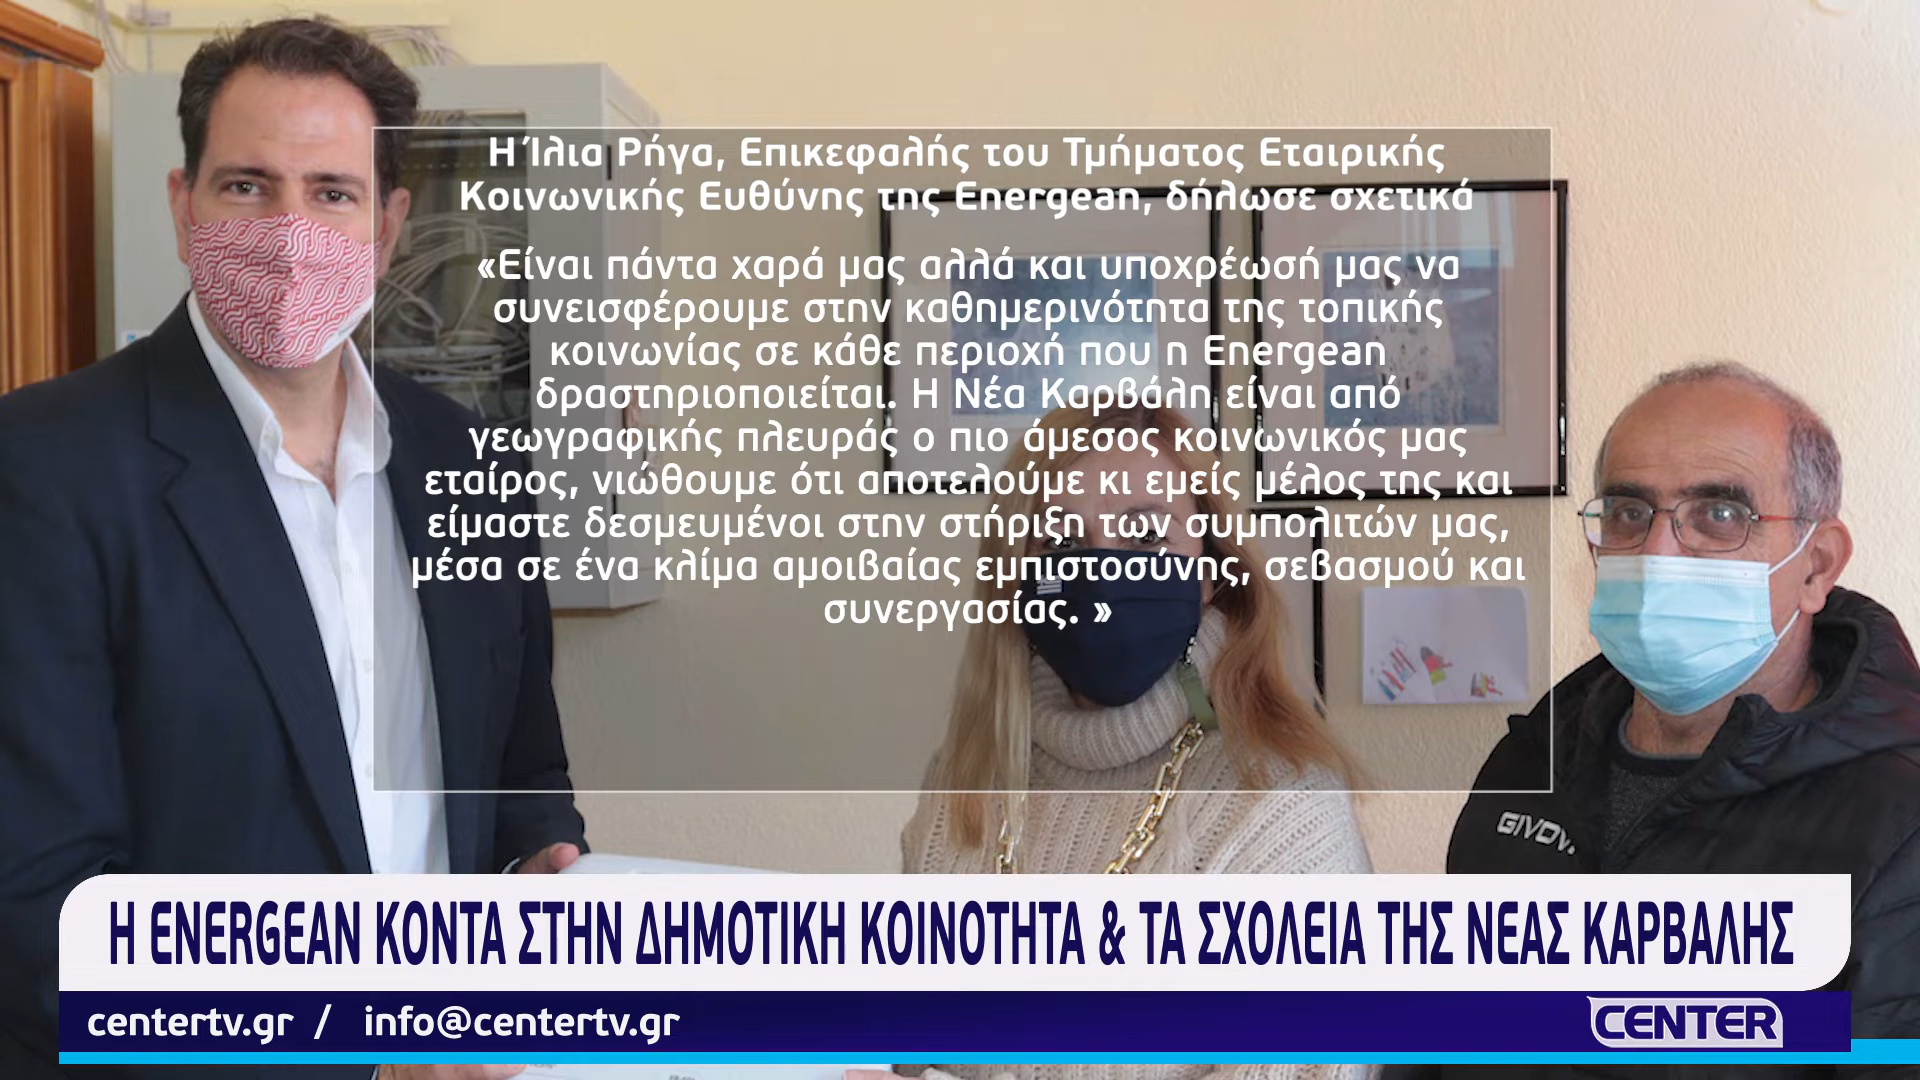 Η Ίλια Ρήγα, Επικεφαλής του Τμήματος Εταιρικής
Κοινωνικής Ευθύνης της Energean, δήλωσε σχετικά
«Είναι πάντα χαρά μας αλλά και υποχρέωσή μας να
συνεισφέρουμε στην καθημερινότητα της τοπικής
κοινωνίας σε κάθε περιοχή που η Energean
δραστηριοποιείται. Η Νέα Καρβάλη είναι από
γεωγραφικής πλευράς ο πιο άμεσος κοινωνικός μας
εταίρος, νιώθουμε ότι αποτελούμε κι εμείς μέλος της και
είμαστε δεσμευμένοι στην στήριξη των συμπολιτών μας,
μέσα σε ένα κλίμα αμοιβαίας εμπιστοσύνης, σεβασμού και
συνεργασίας. »
GIVOVA
Η ENERGEAN ΚΟΝΤΑ ΣΤΗΝ ΔΗΜΟΤΙΚΗ ΚΟΙΝΟΤΗΤΑ & ΤΑ ΣΧΟΛΕΙΑ ΤΗΣ ΝΕΑΣ ΚΑΡΒΑΛΗΣ
centertv.gr / info@centertv.gr
CENTER